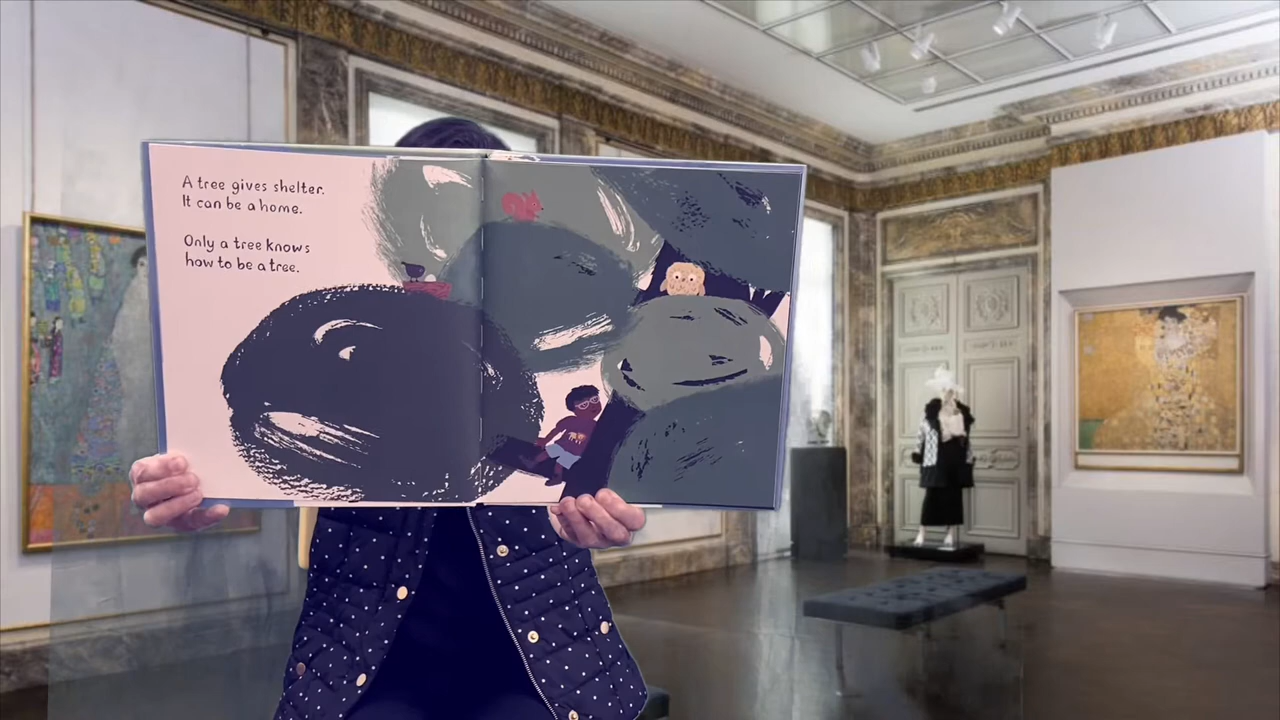 A tree gives shelter.
It can be a home.
Only a tree knows
how to be a tree.